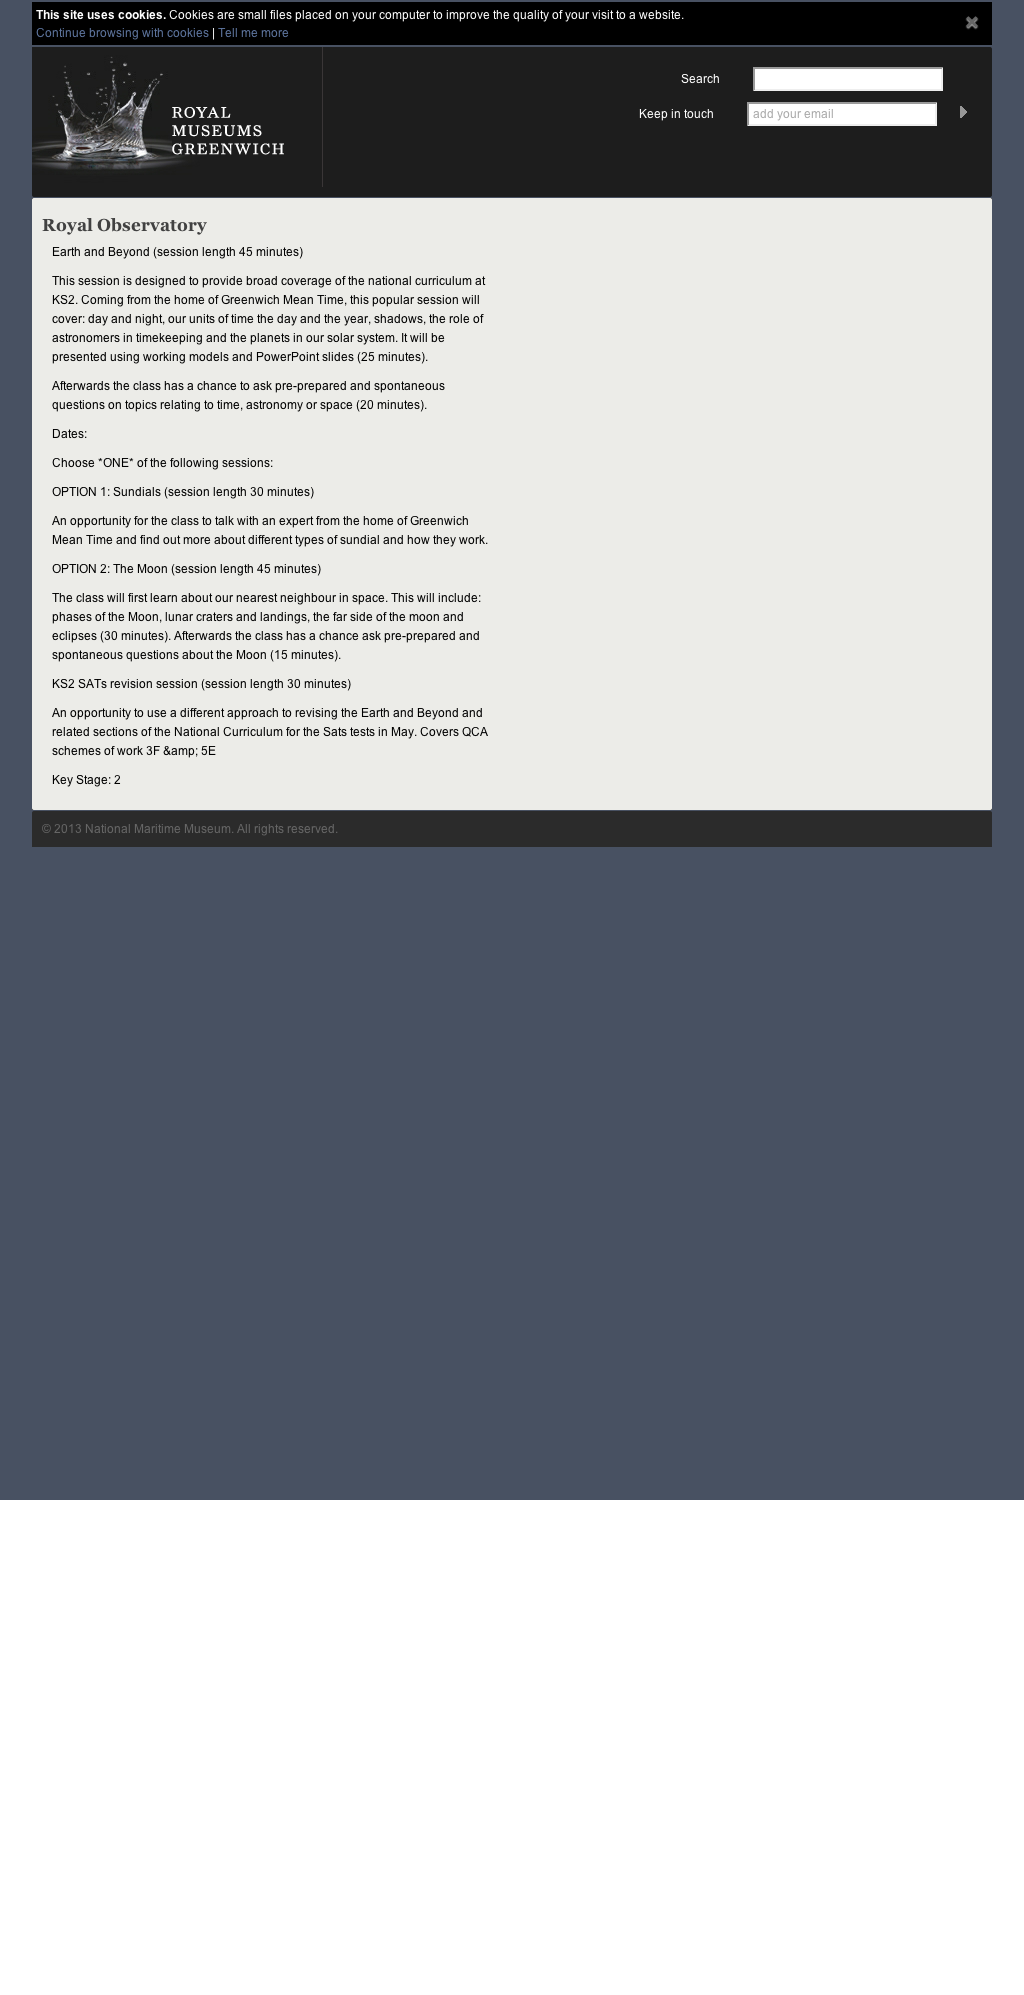 This site uses cookies. Cookies are small files placed on your computer to improve the quality of your visit to a website.
Continue browsing with cookies | Tell me more
ROYAL
MUSEUMS
GREENWICH
Search
Keep in touch add your email
Royal Observatory
Earth and Beyond (session length 45 minutes)
This session is designed to provide broad coverage of the national curriculum at
KS2. Coming from the home of Greenwich Mean Time, this popular session will
cover: day and night, our units of time the day and the year, shadows, the role of
astronomers in timekeeping and the planets in our solar system. It will be
presented using working models and PowerPoint slides (25 minutes).
Afterwards the class has a chance to ask pre-prepared and spontaneous
questions on topics relating to time, astronomy or space (20 minutes).
Dates:
Choose *ONE* of the following sessions:
OPTION 1: Sundials (session length 30 minutes)
An opportunity for the class to talk with an expert from the home of Greenwich
Mean Time and find out more about different types of sundial and how they work.
OPTION 2: The Moon (session length 45 minutes)
The class will first learn about our nearest neighbour in space. This will include:
phases of the Moon, lunar craters and landings, the far side of the moon and
eclipses (30 minutes). Afterwards the class has a chance ask pre-prepared and
spontaneous questions about the Moon (15 minutes).
KS2 SATs revision session (session length 30 minutes)
An opportunity to use a different approach to revising the Earth and Beyond and
related sections of the National Curriculum for the Sats tests in May. Covers QCA
schemes of work 3F &amp;amp; 5E
Key Stage: 2
© 2013 National Maritime Museum. All rights reserved.